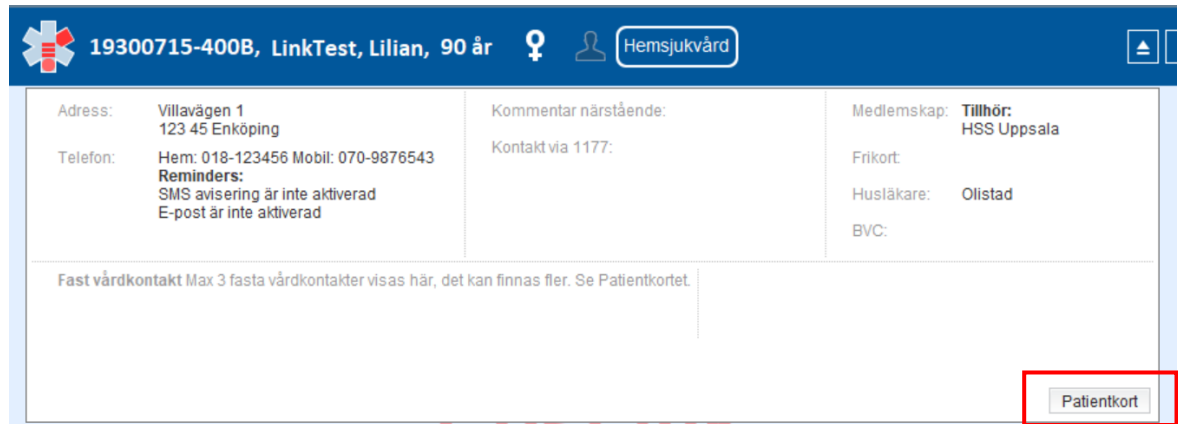 19300715-400B, LinkTest, Lilian, 90 år
Hemsjukvård
Adress: Villavägen 1
123 45 Enköping
Telefon: Hem: 018-123456 Mobil: 070-9876543
Reminders:
SMS avisering är inte aktiverad
E-post är inte aktiverad
Kommentar närstående:
Kontakt via 1177:
Medlemskap: Tillhör:
HSS Uppsala
Frikort:
Husläkare: Olistad
BVC:
Fast vårdkontakt Max 3 fasta vårdkontakter visas här, det kan finnas fler. Se Patientkortet.
Patientkort